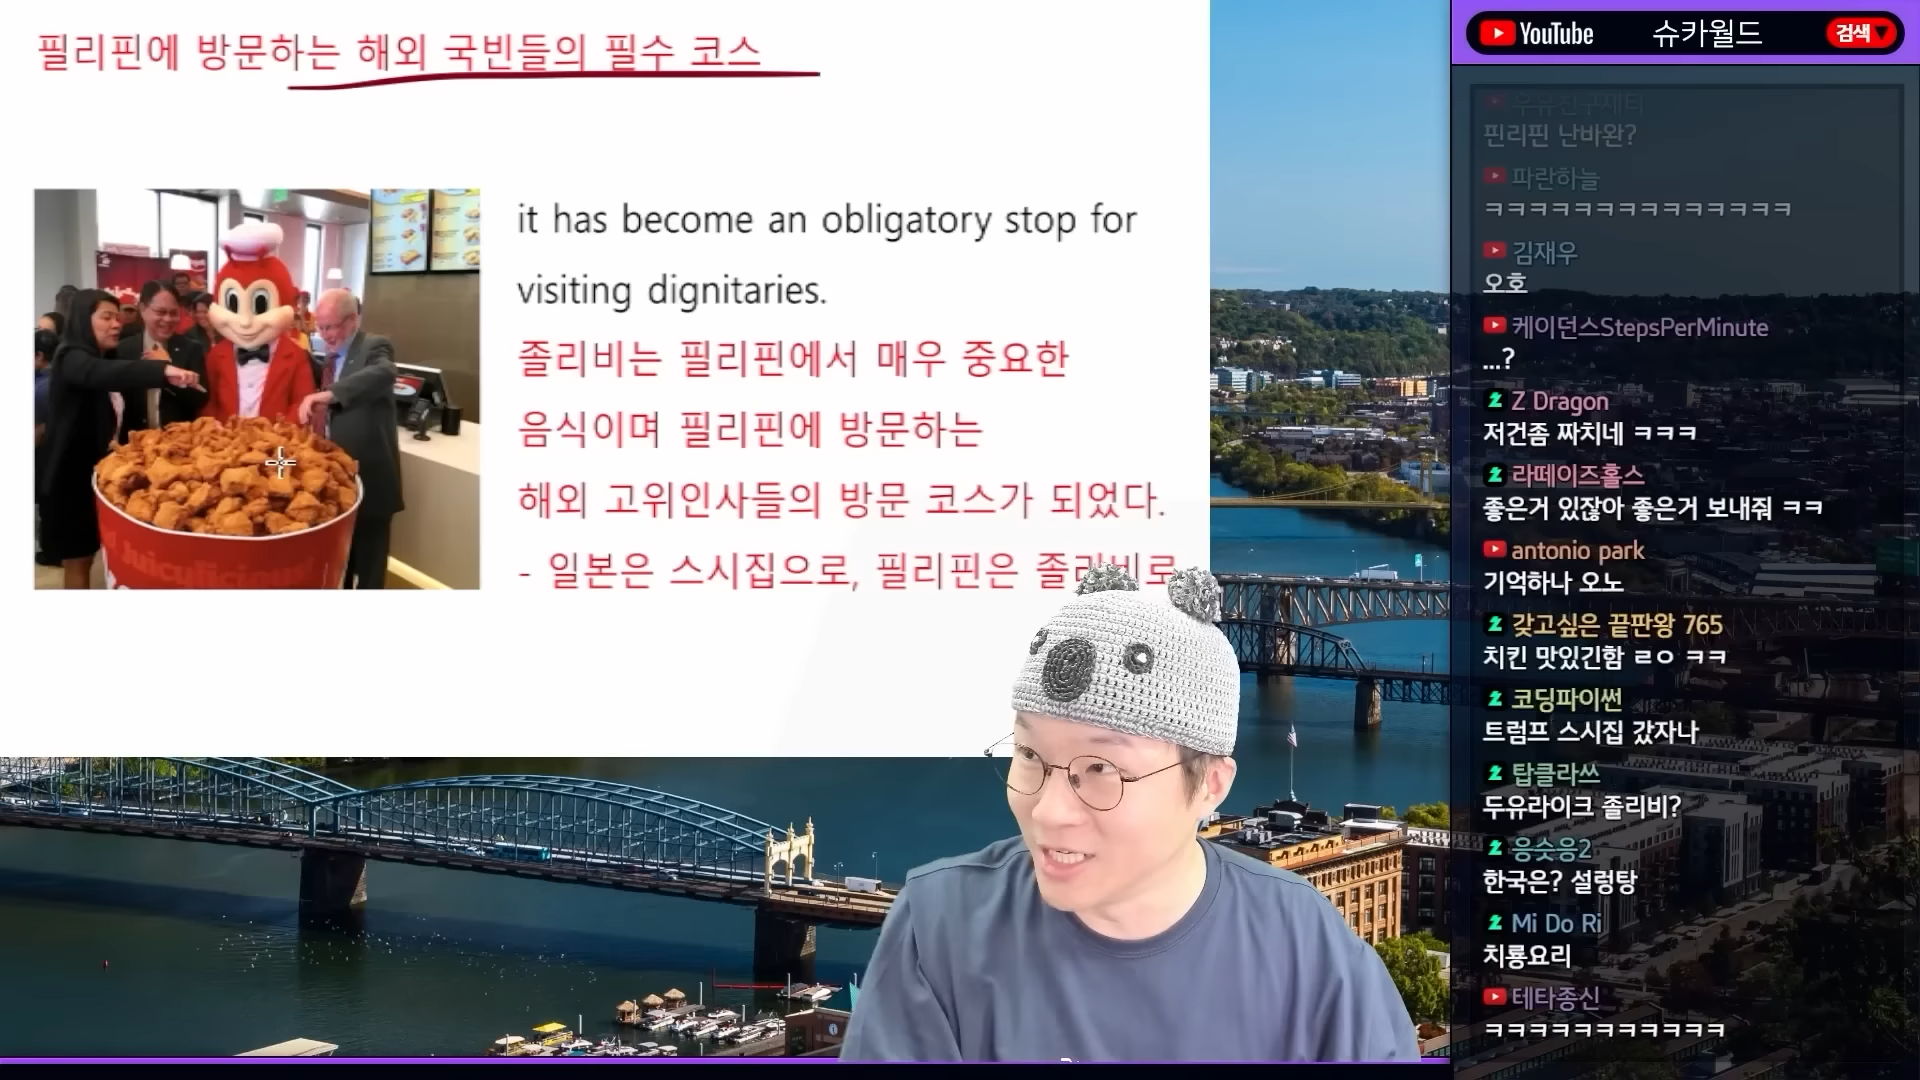 필리핀에 방문하는 해외 국빈들의 필수 코스
it has become an obligatory stop for
visiting dignitaries.
졸리비는 필리핀에서 매우 중요한
음식이며 필리핀에 방문하는
해외 고위인사들의 방문 코스가 되었다.
- 일본은 스시집으로, 필리핀은 졸리비로
YouTube 슈카월드 검색
우유친구제티
핀리핀 난바완?
파란하늘
ㅋㅋㅋㅋㅋㅋㅋㅋㅋㅋㅋㅋㅋㅋ
김재우
오호
케이던스StepsPerMinute
...?
Z Dragon
저건좀 짜치네 ㅋㅋㅋ
라떼이즈홀스
좋은거 있잖아 좋은거 보내줘 ㅋㅋ
antonio park
기억하나 오노
갖고싶은 끝판왕 765
치킨 맛있긴함 ㄹㅇ ㅋㅋ
코딩파이썬
트럼프 스시집 갔자나
탑클라쓰
두유라이크 졸리비?
응슷응2
한국은? 설렁탕
Mi Do Ri
치룡요리
테타종신
ㅋㅋㅋㅋㅋㅋㅋㅋㅋㅋㅋ